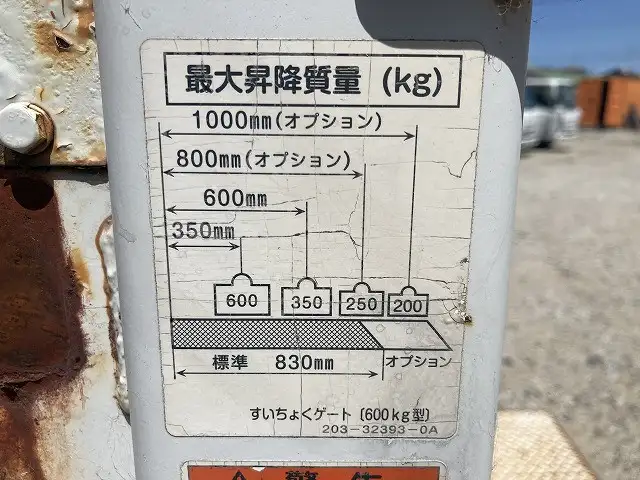 最大昇降質量 (kg)
1000mm(オプション)
800mm(オプション)
600mm
350mm
600 350 250 200
標準 830mm オプション
すいちょくゲート〔600kg型〕
203-32393-0A